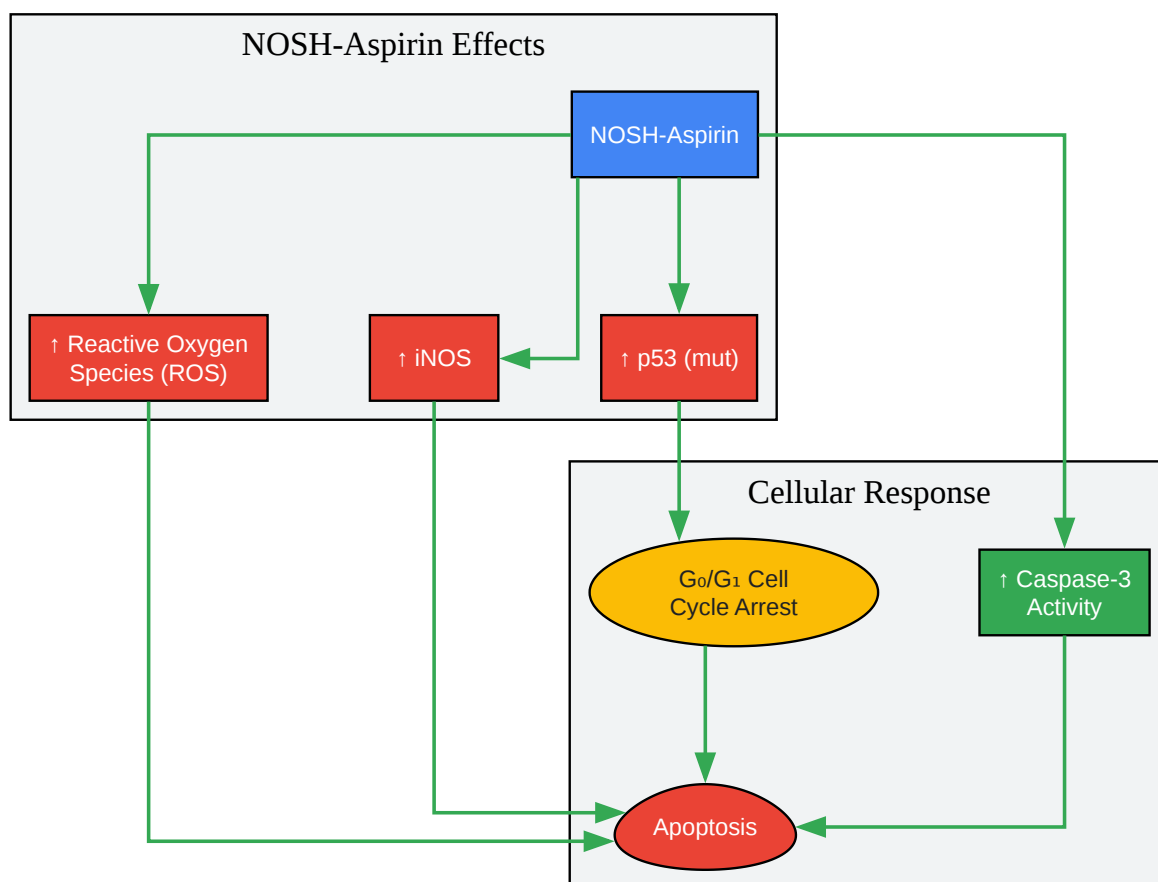 NOSH-Aspirin Effects
NOSH-Aspirin
↑ Reactive Oxygen
Species (ROS)
↑ iNOS
↑ p53 (mut)
Cellular Response
G₀/G₁ Cell
Cycle Arrest
↑ Caspase-3
Activity
Apoptosis